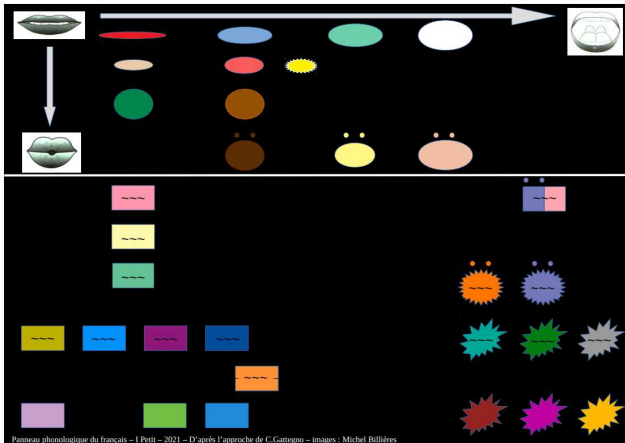 Panneau phonologique du français – I Petit – 2021 – D'après l'approche de C.Gattegno – images : Michel Billières